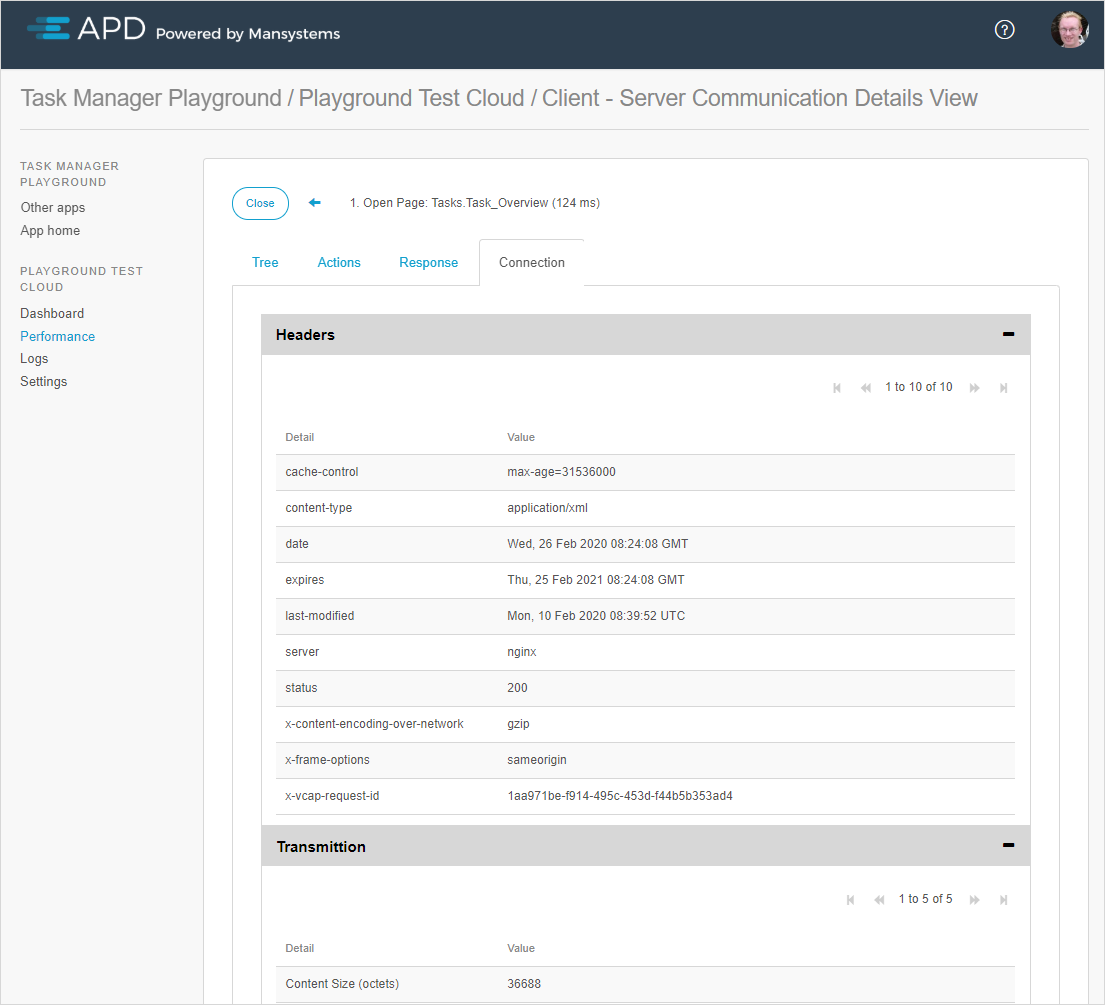 APD Powered by Mansystems
?
Task Manager Playground / Playground Test Cloud / Client - Server Communication Details View
TASK MANAGER
PLAYGROUND
Other apps
App home
PLAYGROUND TEST
CLOUD
Dashboard
Performance
Logs
Settings
Close
1. Open Page: Tasks.Task_Overview (124 ms)
Tree Actions Response Connection
Headers
1 to 10 of 10
Detail Value
cache-control max-age=31536000
content-type application/xml
date Wed, 26 Feb 2020 08:24:08 GMT
expires Thu, 25 Feb 2021 08:24:08 GMT
last-modified Mon, 10 Feb 2020 08:39:52 UTC
server nginx
status 200
x-content-encoding-over-network gzip
x-frame-options sameorigin
x-vcap-request-id 1aa971be-f914-495c-453d-f44b5b353ad4
Transmittion
1 to 5 of 5
Detail Value
Content Size (octets) 36688